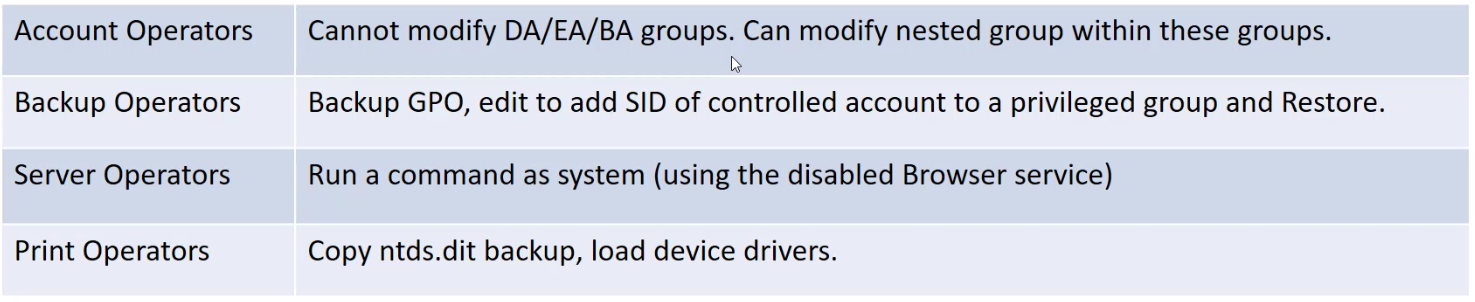 Account Operators Cannot modify DA/EA/BA groups. Can modify nested group within these groups.
Backup Operators Backup GPO, edit to add SID of controlled account to a privileged group and Restore.
Server Operators Run a command as system (using the disabled Browser service)
Print Operators Copy ntds.dit backup, load device drivers.